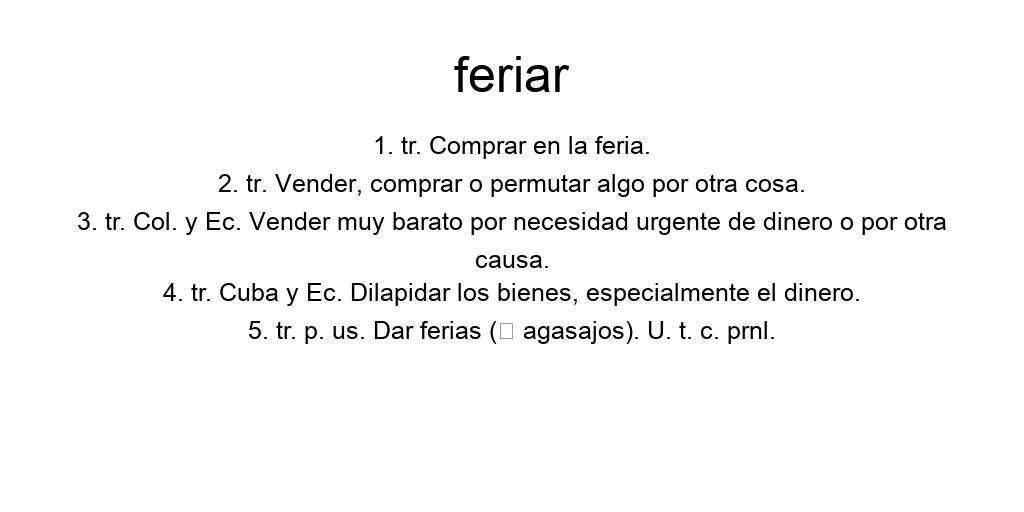 feriar
1. tr. Comprar en la feria.
2. tr. Vender, comprar o permutar algo por otra cosa.
3. tr. Col. y Ec. Vender muy barato por necesidad urgente de dinero o por otra
causa.
4. tr. Cuba y Ec. Dilapidar los bienes, especialmente el dinero.
5. tr. p. us. Dar ferias (□ agasajos). U. t. c. prnl.